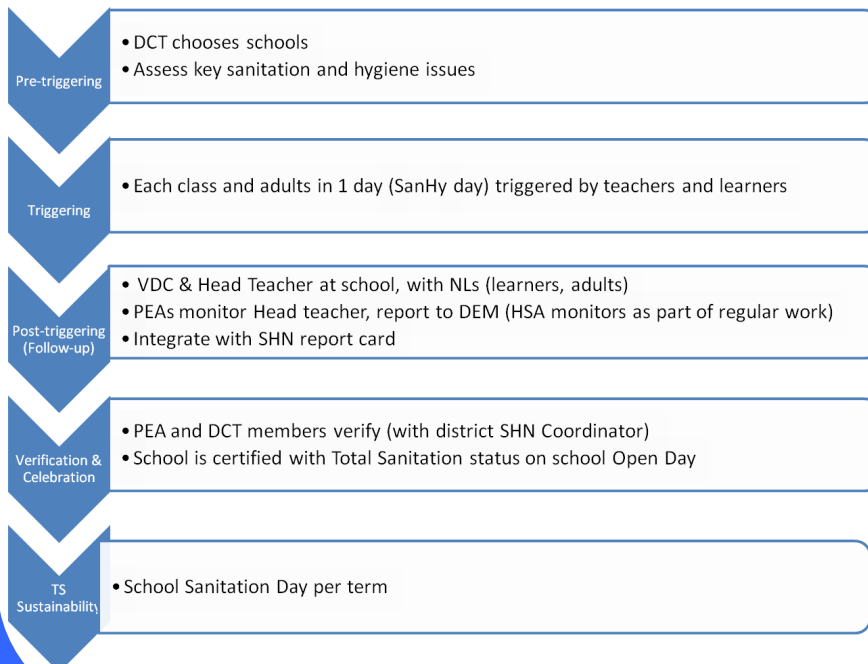 Pre-triggering
• DCT chooses schools
• Assess key sanitation and hygiene issues
Triggering
• Each class and adults in 1 day (SanHy day) triggered by teachers and learners
Post-triggering
(Follow-up)
• VDC & Head Teacher at school, with NLs (learners, adults)
• PEAs monitor Head teacher, report to DEM (HSA monitors as part of regular work)
• Integrate with SHN report card
Verification &
Celebration
• PEA and DCT members verify (with district SHN Coordinator)
• School is certified with Total Sanitation status on school Open Day
TS
Sustainability
• School Sanitation Day per term